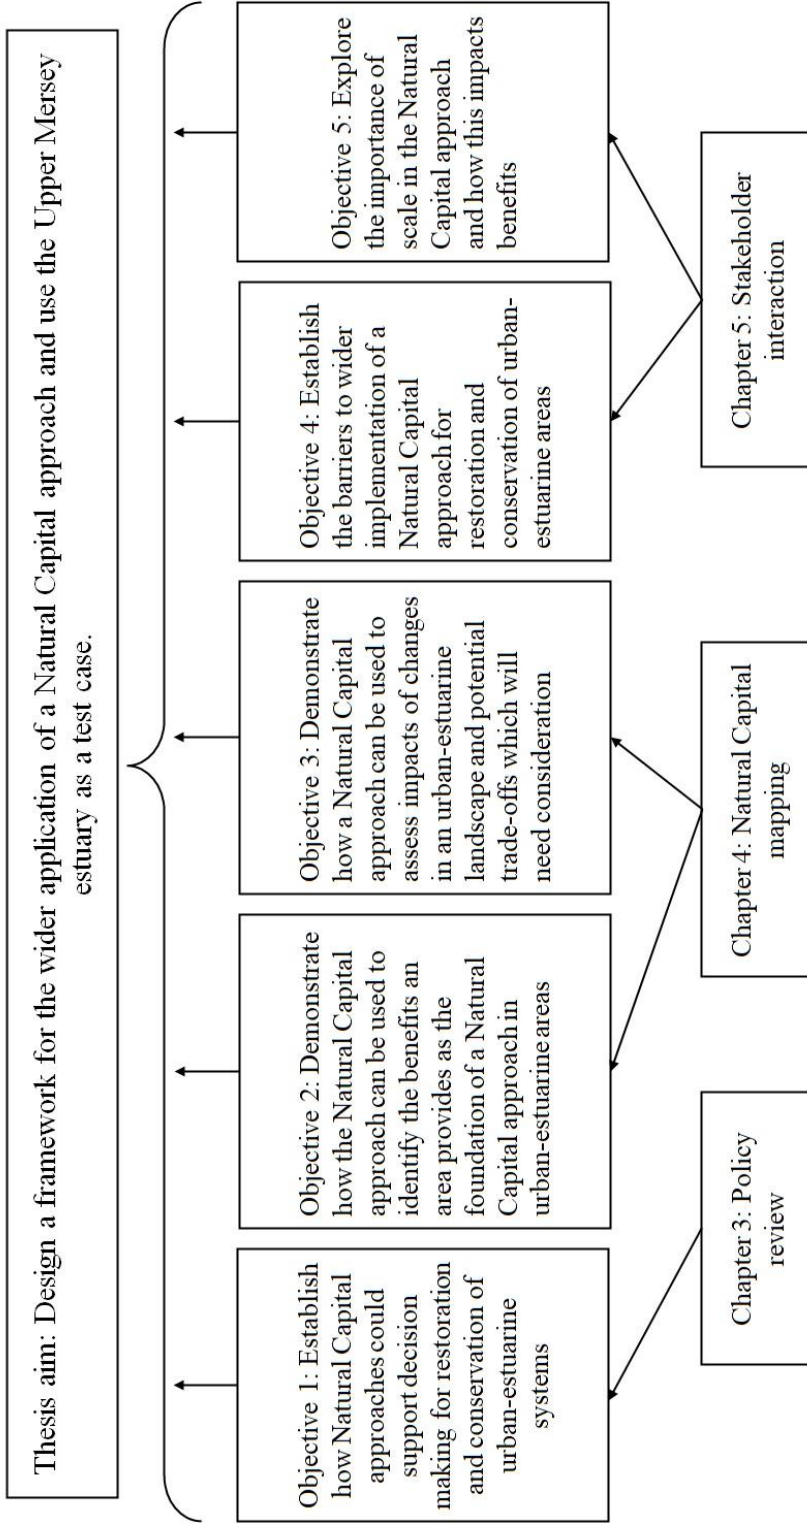 Thesis aim: Design a framework for the wider application of a Natural Capital approach and use the Upper Mersey
estuary as a test case.
Objective 1: Establish
how Natural Capital
approaches could
support decision
making for restoration
and conservation of
urban-estuarine
systems
Objective 2: Demonstrate
how the Natural Capital
approach can be used to
identify the benefits an
area provides as the
foundation of a Natural
Capital approach in
urban-estuarine areas
Objective 3: Demonstrate
how a Natural Capital
approach can be used to
assess impacts of changes
in an urban-estuarine
landscape and potential
trade-offs which will
need consideration
Objective 4: Establish
the barriers to wider
implementation of a
Natural Capital
approach for
restoration and
conservation of urban-
estuarine areas
Objective 5: Explore
the importance of
scale in the Natural
Capital approach
and how this impacts
benefits
Chapter 3: Policy
review
Chapter 4: Natural Capital
mapping
Chapter 5: Stakeholder
interaction